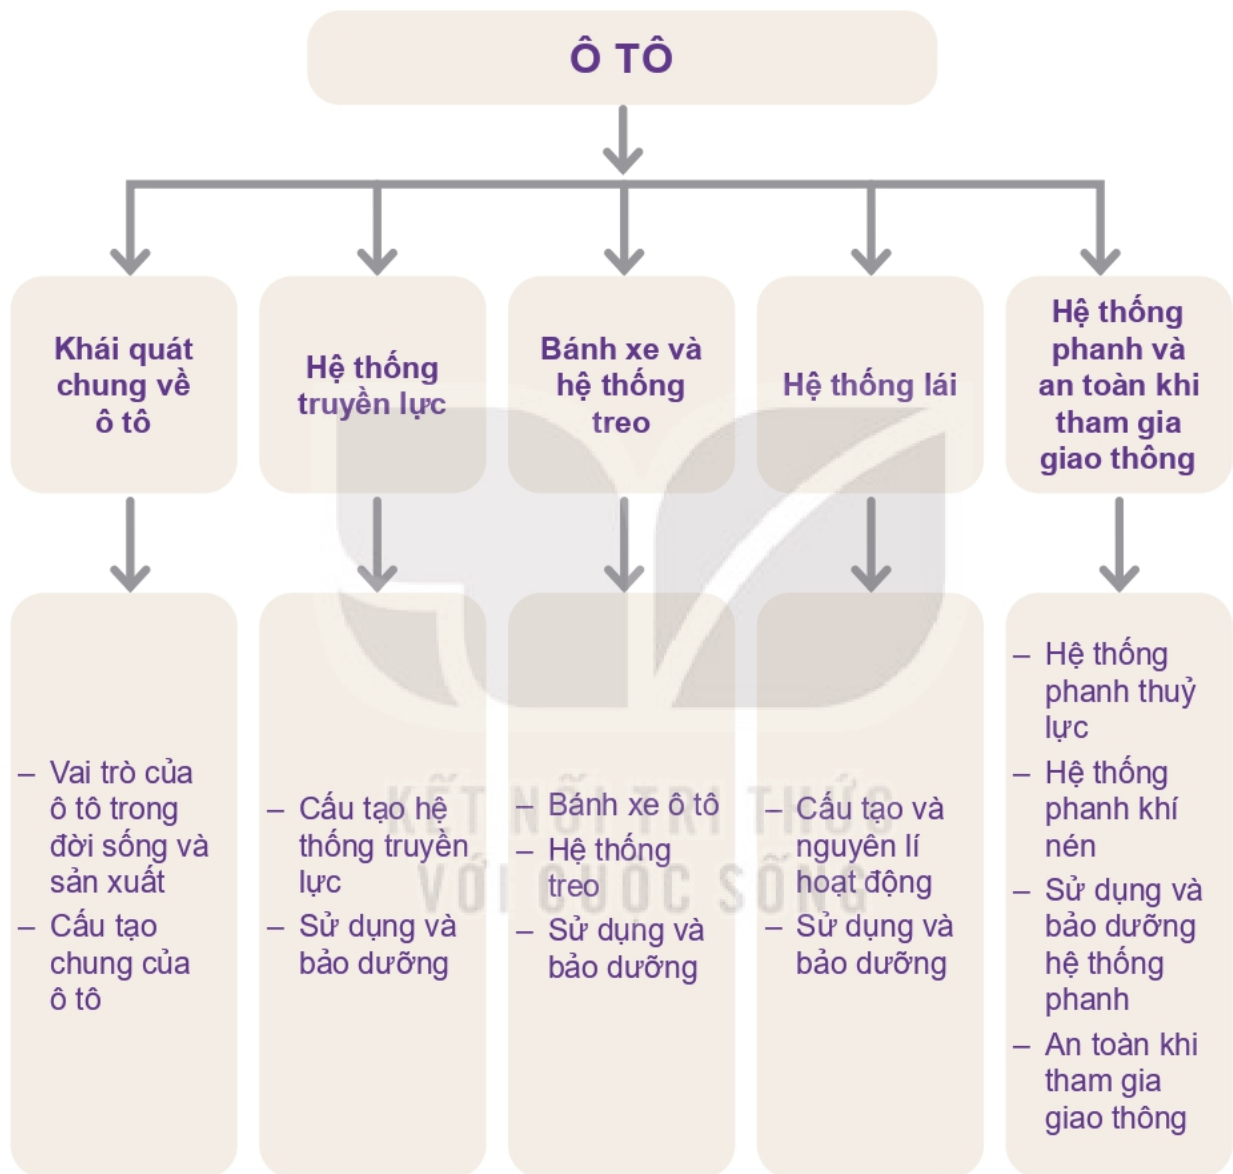 Ô TÔ
Khái quát
chung về
ô tô
Hệ thống
truyền lực
Bánh xe và
hệ thống
treo
Hệ thống lái
Hệ thống
phanh và
an toàn khi
tham gia
giao thông
– Vai trò của
ô tô trong
đời sống và
sản xuất
– Cấu tạo
chung của
ô tô
– Cấu tạo hệ
thống truyền
lực
– Sử dụng và
bảo dưỡng
– Bánh xe ô tô
– Hệ thống
treo
– Sử dụng và
bảo dưỡng
– Cấu tạo và
nguyên lí
hoạt động
– Sử dụng và
bảo dưỡng
– Hệ thống
phanh thuỷ
lực
– Hệ thống
phanh khí
nén
– Sử dụng và
bảo dưỡng
hệ thống
phanh
– An toàn khi
tham gia
giao thông
KẾT NỐI TRI THỨC
VỚI CUỘC SỐNG